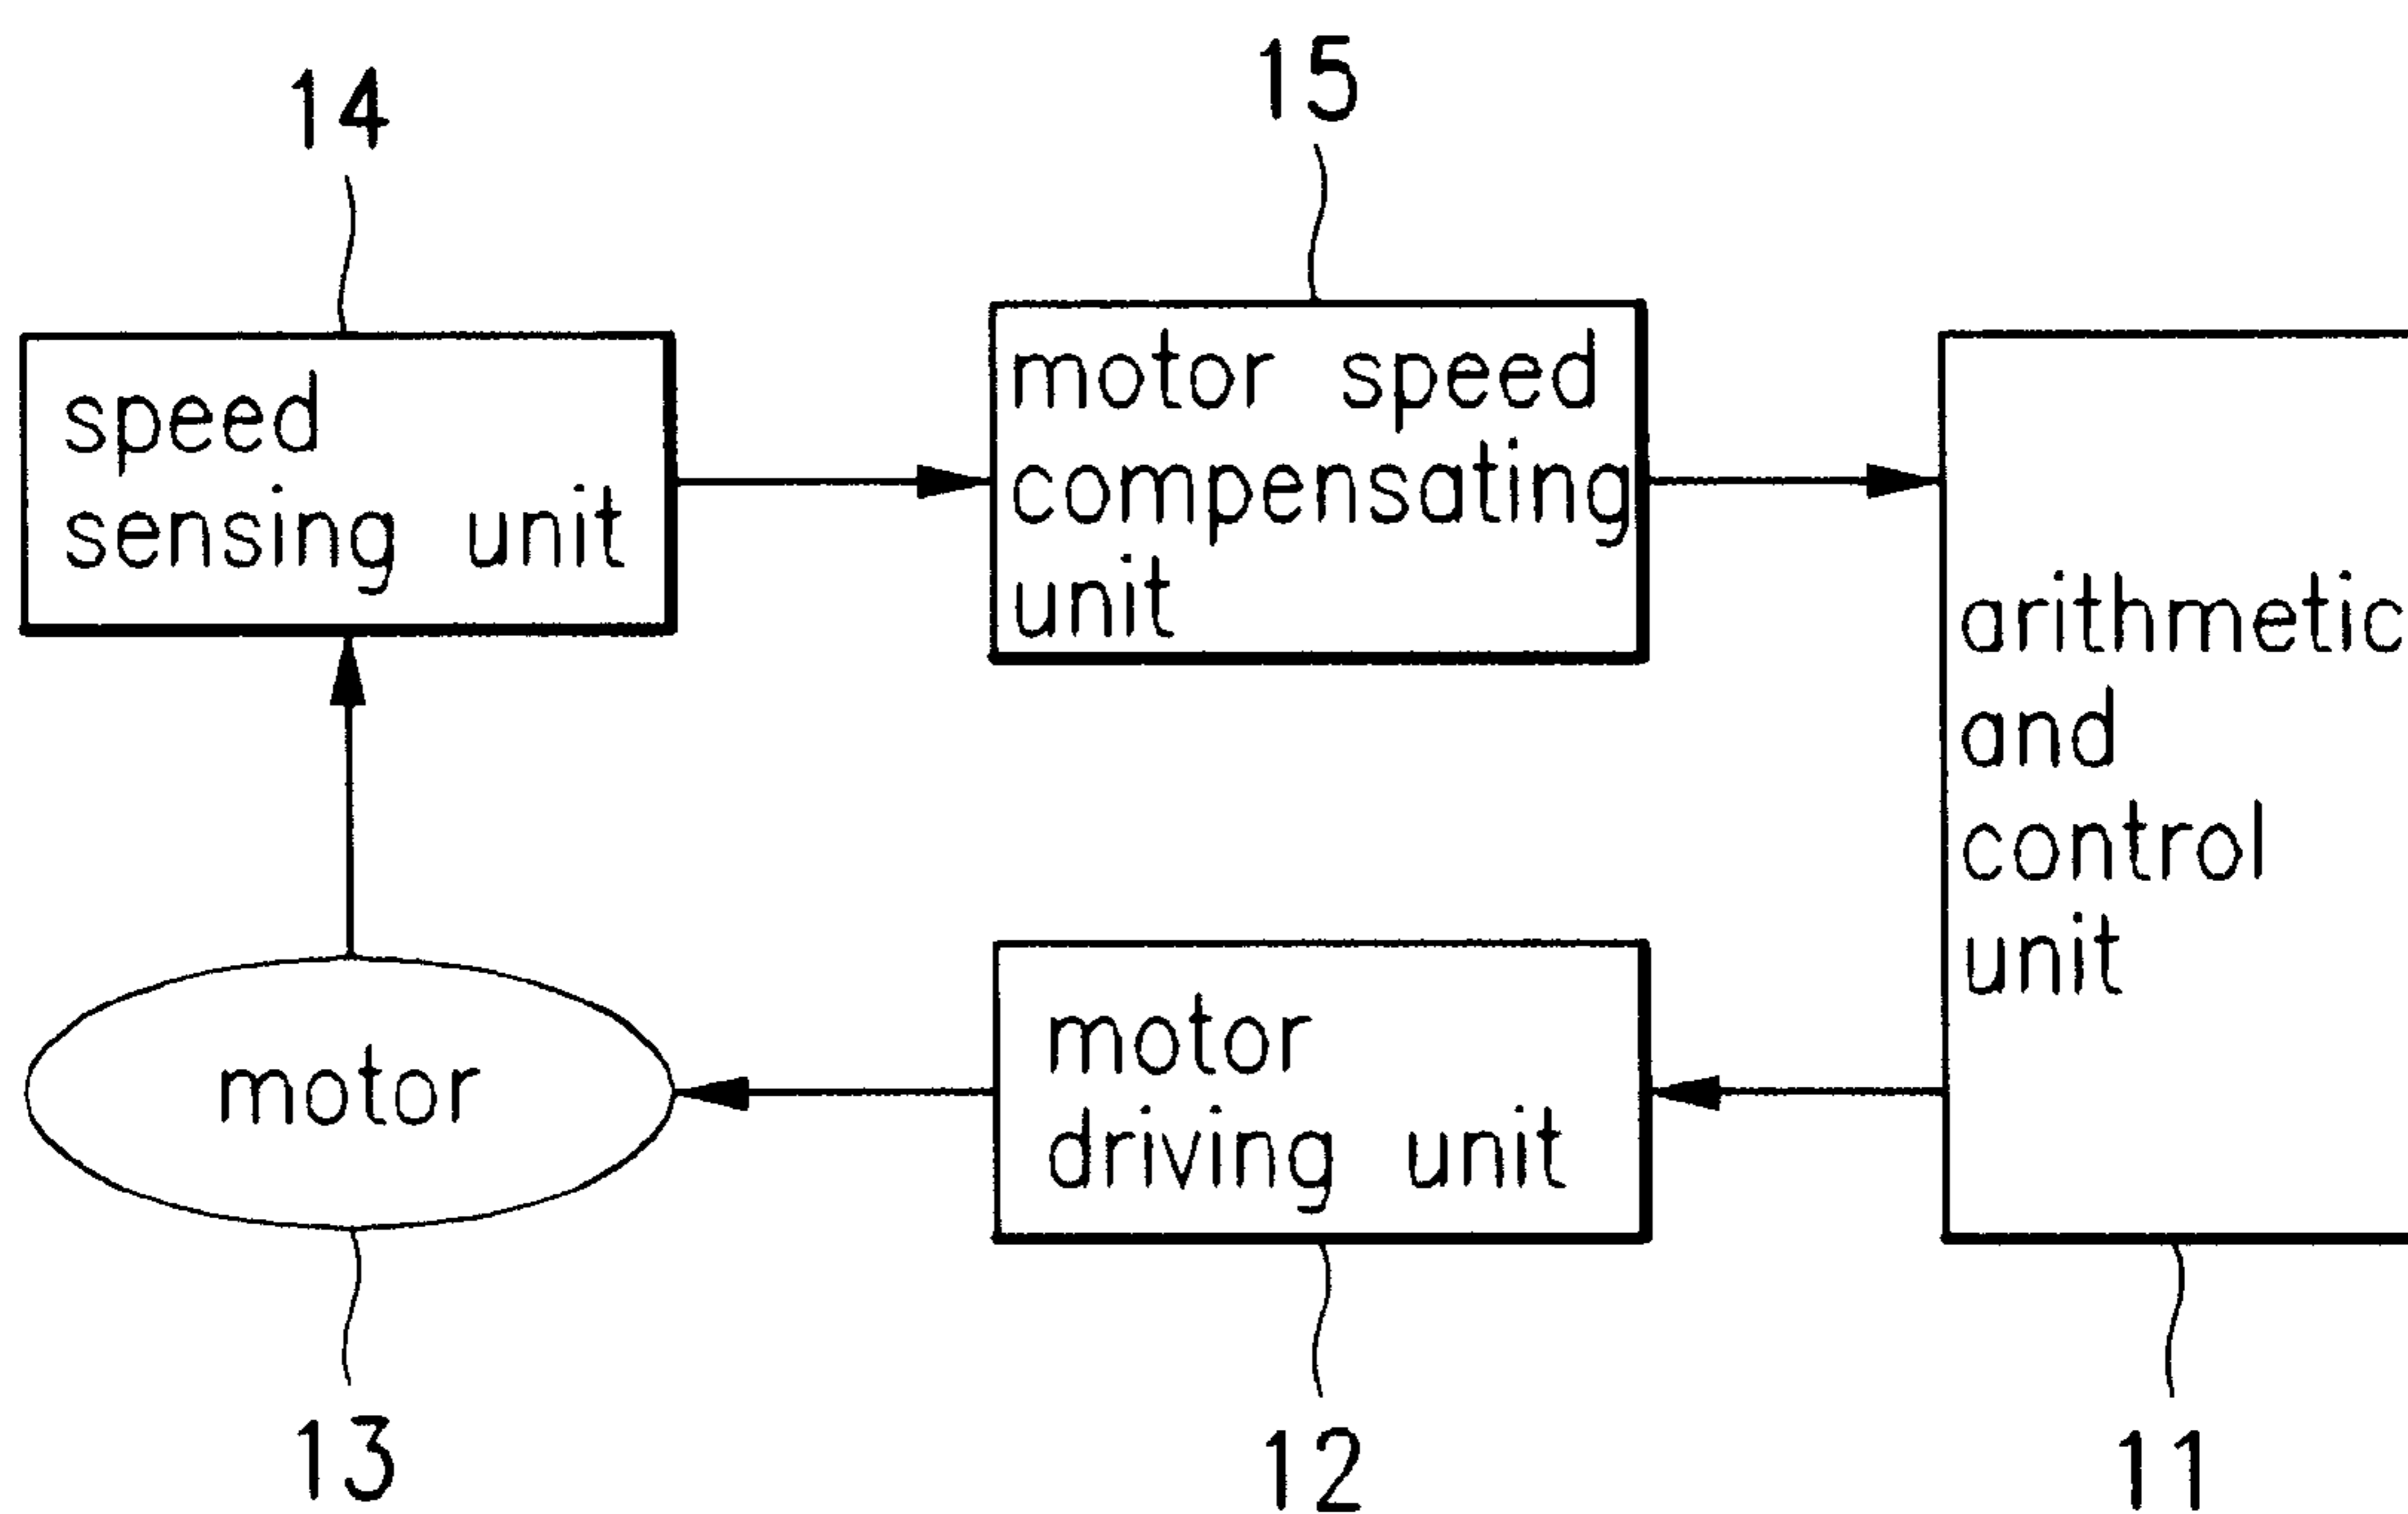 14
15
speed
sensing unit
motor speed
compensating
unit
arithmetic
and
control
unit
motor
motor
driving unit
13
12
11